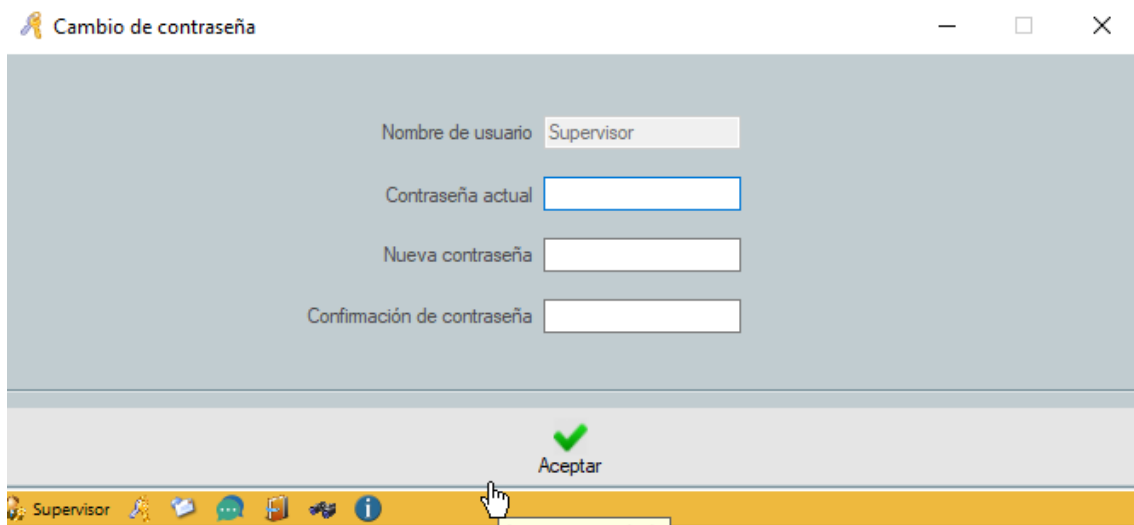 Cambio de contraseña
Nombre de usuario Supervisor
Contraseña actual
Nueva contraseña
Confirmación de contraseña
Aceptar
Supervisor